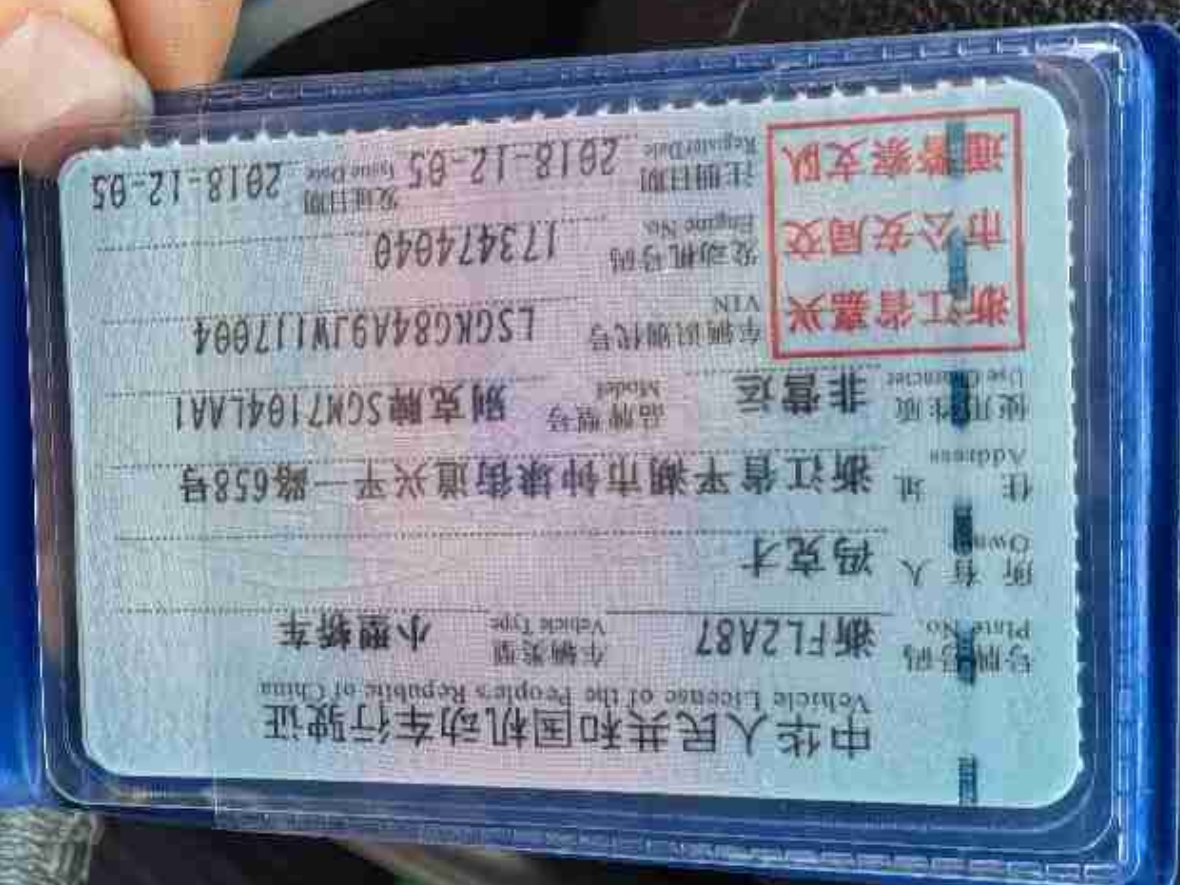 中华人民共和国机动车行驶证
Vehicle License of the People's Republic of China
号牌号码 浙FL2A87 车辆类型 小型轿车
Plate No. Vehicle Type
所有人 冯克才
Owner
住址 浙江省平湖市钟埭街道兴平一路658号
Address
使用性质 非营运 品牌型号 别克牌SGM7104LAA1
Use Character Model
浙江省嘉兴
市公安局交
通警察支队
车辆识别代号 LSGKG84A9JW117004
VIN
发动机号码 173474040
Engine No.
注册日期 2018-12-05 发证日期 2018-12-05
Register Date Issue Date